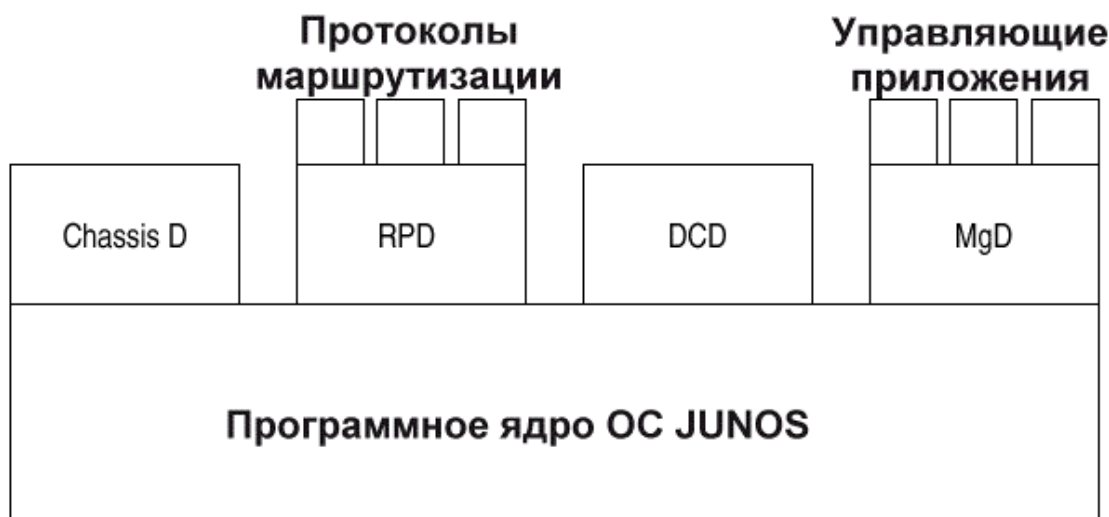 Протоколы
маршрутизации
Управляющие
приложения
Chassis D
RPD
DCD
MgD
Программное ядро ОС JUNOS